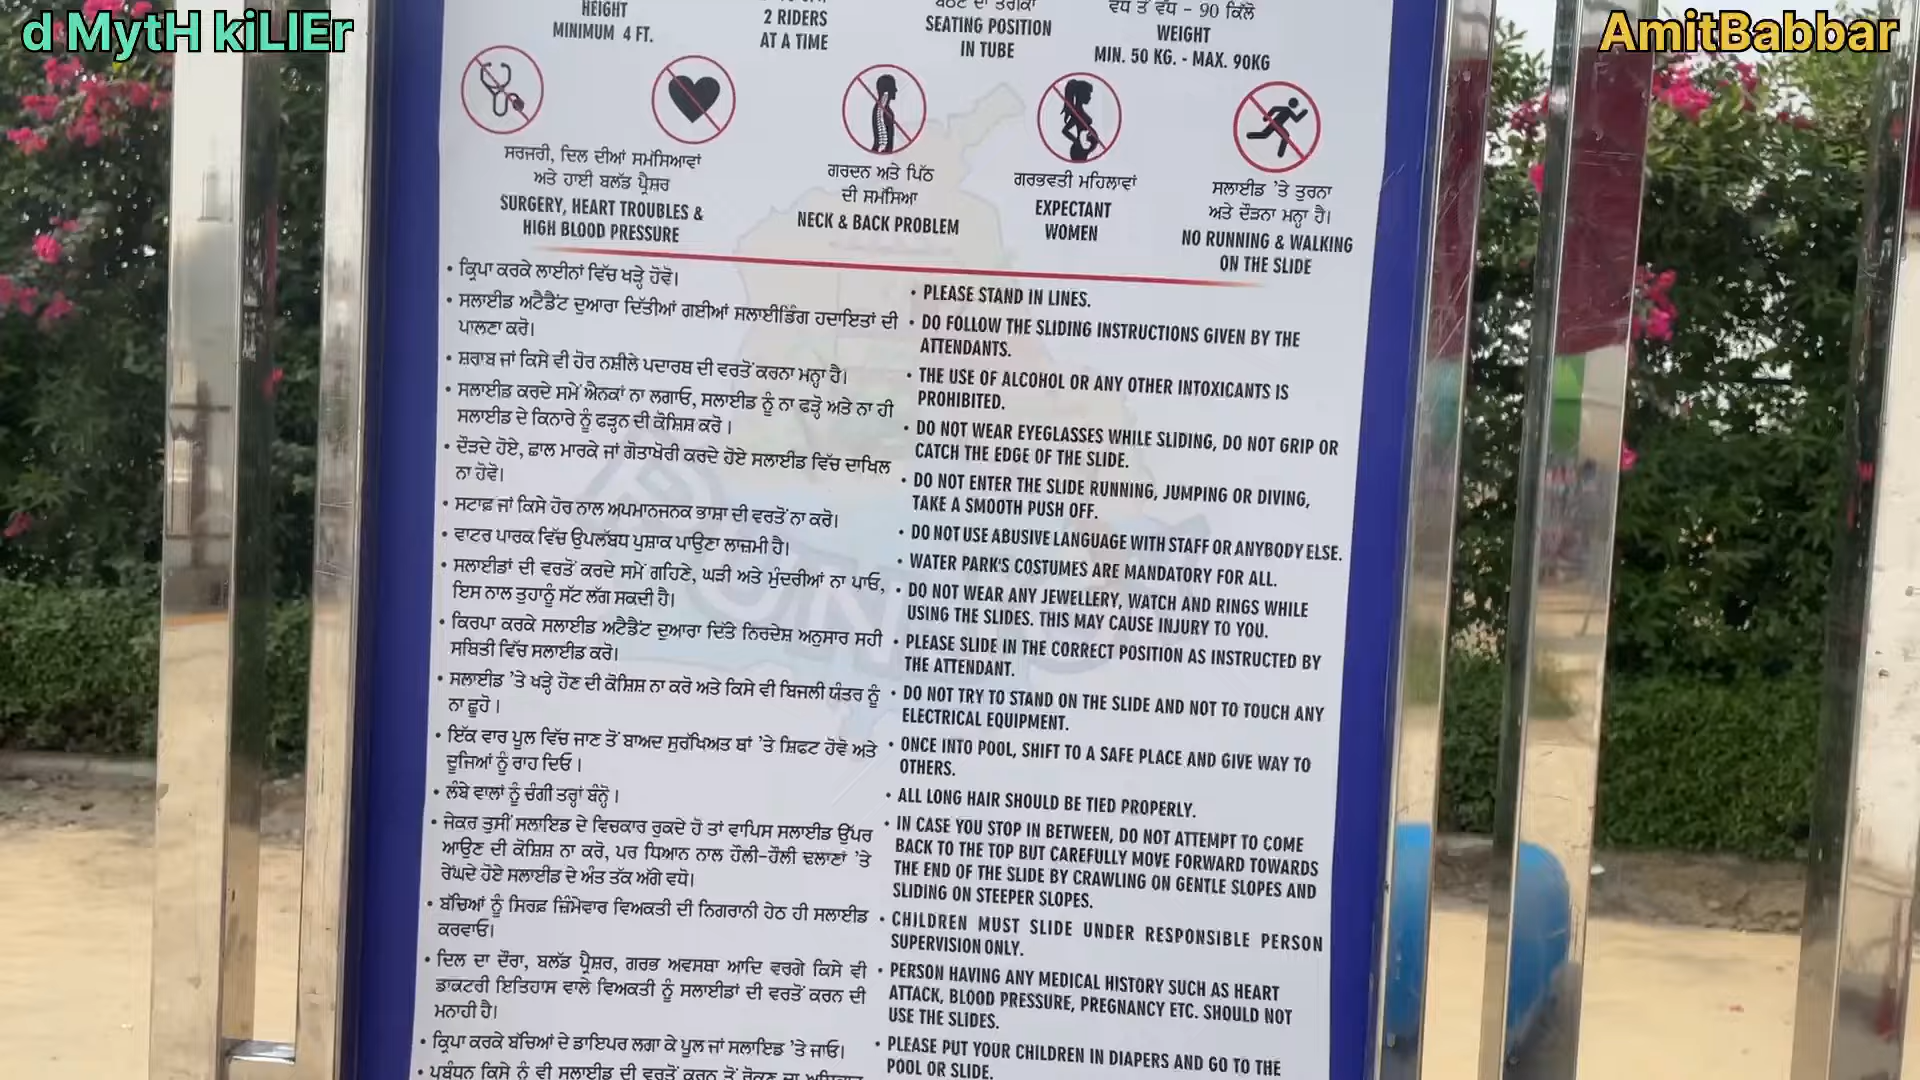 d MytH kiLlEr
AmitBabbar
HEIGHT
MINIMUM 4 FT.
2 RIDERS
AT A TIME
SEATING POSITION
IN TUBE
ਵੱਧ ਤੋਂ ਵੱਧ - 90 ਕਿੱਲੋ
WEIGHT
MIN. 50 KG. - MAX. 90KG
ਸਰਜਰੀ, ਦਿਲ ਦੀਆਂ ਸਮੱਸਿਆਵਾਂ
ਅਤੇ ਹਾਈ ਬਲੱਡ ਪ੍ਰੈਸ਼ਰ
SURGERY, HEART TROUBLES &
HIGH BLOOD PRESSURE
ਗਰਦਨ ਅਤੇ ਪਿੱਠ
ਦੀ ਸਮੱਸਿਆ
NECK & BACK PROBLEM
ਗਰਭਵਤੀ ਮਹਿਲਾਵਾਂ
EXPECTANT
WOMEN
ਸਲਾਈਡ 'ਤੇ ਤੁਰਨਾ
ਅਤੇ ਦੌੜਨਾ ਮਨ੍ਹਾ ਹੈ।
NO RUNNING & WALKING
ON THE SLIDE
• ਕ੍ਰਿਪਾ ਕਰਕੇ ਲਾਈਨਾਂ ਵਿੱਚ ਖੜ੍ਹੇ ਹੋਵੋ।
• ਸਲਾਈਡ ਅਟੈਡੈਂਟ ਦੁਆਰਾ ਦਿੱਤੀਆਂ ਗਈਆਂ ਸਲਾਈਡਿੰਗ ਹਦਾਇਤਾਂ ਦੀ
ਪਾਲਣਾ ਕਰੋ।
• ਸ਼ਰਾਬ ਜਾਂ ਕਿਸੇ ਵੀ ਹੋਰ ਨਸ਼ੀਲੇ ਪਦਾਰਥ ਦੀ ਵਰਤੋਂ ਕਰਨਾ ਮਨ੍ਹਾ ਹੈ।
• ਸਲਾਈਡ ਕਰਦੇ ਸਮੇਂ ਐਨਕਾਂ ਨਾ ਲਗਾਓ, ਸਲਾਈਡ ਨੂੰ ਨਾ ਫੜ੍ਹੋ ਅਤੇ ਨਾ ਹੀ
ਸਲਾਈਡ ਦੇ ਕਿਨਾਰੇ ਨੂੰ ਫੜ੍ਹਨ ਦੀ ਕੋਸ਼ਿਸ਼ ਕਰੋ ।
• ਦੌੜਦੇ ਹੋਏ, ਛਾਲ ਮਾਰਕੇ ਜਾਂ ਗੋਤਾਖੋਰੀ ਕਰਦੇ ਹੋਏ ਸਲਾਈਡ ਵਿੱਚ ਦਾਖਿਲ
ਨਾ ਹੋਵੋ।
• ਸਟਾਫ਼ ਜਾਂ ਕਿਸੇ ਹੋਰ ਨਾਲ ਅਪਮਾਨਜਨਕ ਭਾਸ਼ਾ ਦੀ ਵਰਤੋਂ ਨਾ ਕਰੋ।
• ਵਾਟਰ ਪਾਰਕ ਵਿੱਚ ਉਪਲੱਬਧ ਪੁਸ਼ਾਕ ਪਾਉਣਾ ਲਾਜ਼ਮੀ ਹੈ।
• ਸਲਾਈਡਾਂ ਦੀ ਵਰਤੋਂ ਕਰਦੇ ਸਮੇਂ ਗਹਿਣੇ, ਘੜੀ ਅਤੇ ਮੁੰਦਰੀਆਂ ਨਾ ਪਾਓ,
ਇਸ ਨਾਲ ਤੁਹਾਨੂੰ ਸੱਟ ਲੱਗ ਸਕਦੀ ਹੈ।
• ਕਿਰਪਾ ਕਰਕੇ ਸਲਾਈਡ ਅਟੈਡੈਂਟ ਦੁਆਰਾ ਦਿੱਤੇ ਨਿਰਦੇਸ਼ ਅਨੁਸਾਰ ਸਹੀ
ਸਥਿਤੀ ਵਿੱਚ ਸਲਾਈਡ ਕਰੋ।
• ਸਲਾਈਡ 'ਤੇ ਖੜ੍ਹੇ ਹੋਣ ਦੀ ਕੋਸ਼ਿਸ਼ ਨਾ ਕਰੋ ਅਤੇ ਕਿਸੇ ਵੀ ਬਿਜਲੀ ਯੰਤਰ ਨੂੰ
ਨਾ ਛੂਹੋ ।
• ਇੱਕ ਵਾਰ ਪੂਲ ਵਿੱਚ ਜਾਣ ਤੋਂ ਬਾਅਦ ਸੁਰੱਖਿਅਤ ਥਾਂ 'ਤੇ ਸ਼ਿਫਟ ਹੋਵੋ ਅਤੇ
ਦੂਜਿਆਂ ਨੂੰ ਰਾਹ ਦਿਓ ।
• ਲੰਬੇ ਵਾਲਾਂ ਨੂੰ ਚੰਗੀ ਤਰ੍ਹਾਂ ਬੰਨ੍ਹੋ ।
• ਜੇਕਰ ਤੁਸੀਂ ਸਲਾਇਡ ਦੇ ਵਿਚਕਾਰ ਰੁਕਦੇ ਹੋ ਤਾਂ ਵਾਪਿਸ ਸਲਾਈਡ ਉੱਪਰ
ਆਉਣ ਦੀ ਕੋਸ਼ਿਸ਼ ਨਾ ਕਰੋ, ਪਰ ਧਿਆਨ ਨਾਲ ਹੌਲੀ-ਹੌਲੀ ਢਲਾਣਾਂ 'ਤੇ
ਰੇਂਘਦੇ ਹੋਏ ਸਲਾਈਡ ਦੇ ਅੰਤ ਤੱਕ ਅੱਗੇ ਵਧੋ।
• ਬੱਚਿਆਂ ਨੂੰ ਸਿਰਫ਼ ਜ਼ਿੰਮੇਵਾਰ ਵਿਅਕਤੀ ਦੀ ਨਿਗਰਾਨੀ ਹੇਠ ਹੀ ਸਲਾਈਡ
ਕਰਵਾਓ।
• ਦਿਲ ਦਾ ਦੌਰਾ, ਬਲੱਡ ਪ੍ਰੈਸ਼ਰ, ਗਰਭ ਅਵਸਥਾ ਆਦਿ ਵਰਗੇ ਕਿਸੇ ਵੀ
ਡਾਕਟਰੀ ਇਤਿਹਾਸ ਵਾਲੇ ਵਿਅਕਤੀ ਨੂੰ ਸਲਾਈਡਾਂ ਦੀ ਵਰਤੋਂ ਕਰਨ ਦੀ
ਮਨਾਹੀ ਹੈ।
• ਕ੍ਰਿਪਾ ਕਰਕੇ ਬੱਚਿਆਂ ਦੇ ਡਾਇਪਰ ਲਗਾ ਕੇ ਪੂਲ ਜਾਂ ਸਲਾਇਡ 'ਤੇ ਜਾਓ।
• ਪ੍ਰਬੰਧਨ ਕਿਸੇ ਨੂੰ ਵੀ ਸਲਾਈਡ ਦੀ ਵਰਤੋਂ ਕਰਨ ਤੋਂ ਰੋਕਣ ਦਾ
• PLEASE STAND IN LINES.
• DO FOLLOW THE SLIDING INSTRUCTIONS GIVEN BY THE
ATTENDANTS.
• THE USE OF ALCOHOL OR ANY OTHER INTOXICANTS IS
PROHIBITED.
• DO NOT WEAR EYEGLASSES WHILE SLIDING, DO NOT GRIP OR
CATCH THE EDGE OF THE SLIDE.
• DO NOT ENTER THE SLIDE RUNNING, JUMPING OR DIVING,
TAKE A SMOOTH PUSH OFF.
• DO NOT USE ABUSIVE LANGUAGE WITH STAFF OR ANYBODY ELSE.
• WATER PARK'S COSTUMES ARE MANDATORY FOR ALL.
• DO NOT WEAR ANY JEWELLERY, WATCH AND RINGS WHILE
USING THE SLIDES. THIS MAY CAUSE INJURY TO YOU.
• PLEASE SLIDE IN THE CORRECT POSITION AS INSTRUCTED BY
THE ATTENDANT.
• DO NOT TRY TO STAND ON THE SLIDE AND NOT TO TOUCH ANY
ELECTRICAL EQUIPMENT.
• ONCE INTO POOL, SHIFT TO A SAFE PLACE AND GIVE WAY TO
OTHERS.
• ALL LONG HAIR SHOULD BE TIED PROPERLY.
• IN CASE YOU STOP IN BETWEEN, DO NOT ATTEMPT TO COME
BACK TO THE TOP BUT CAREFULLY MOVE FORWARD TOWARDS
THE END OF THE SLIDE BY CRAWLING ON GENTLE SLOPES AND
SLIDING ON STEEPER SLOPES.
• CHILDREN MUST SLIDE UNDER RESPONSIBLE PERSON
SUPERVISION ONLY.
• PERSON HAVING ANY MEDICAL HISTORY SUCH AS HEART
ATTACK, BLOOD PRESSURE, PREGNANCY ETC. SHOULD NOT
USE THE SLIDES.
• PLEASE PUT YOUR CHILDREN IN DIAPERS AND GO TO THE
POOL OR SLIDE.